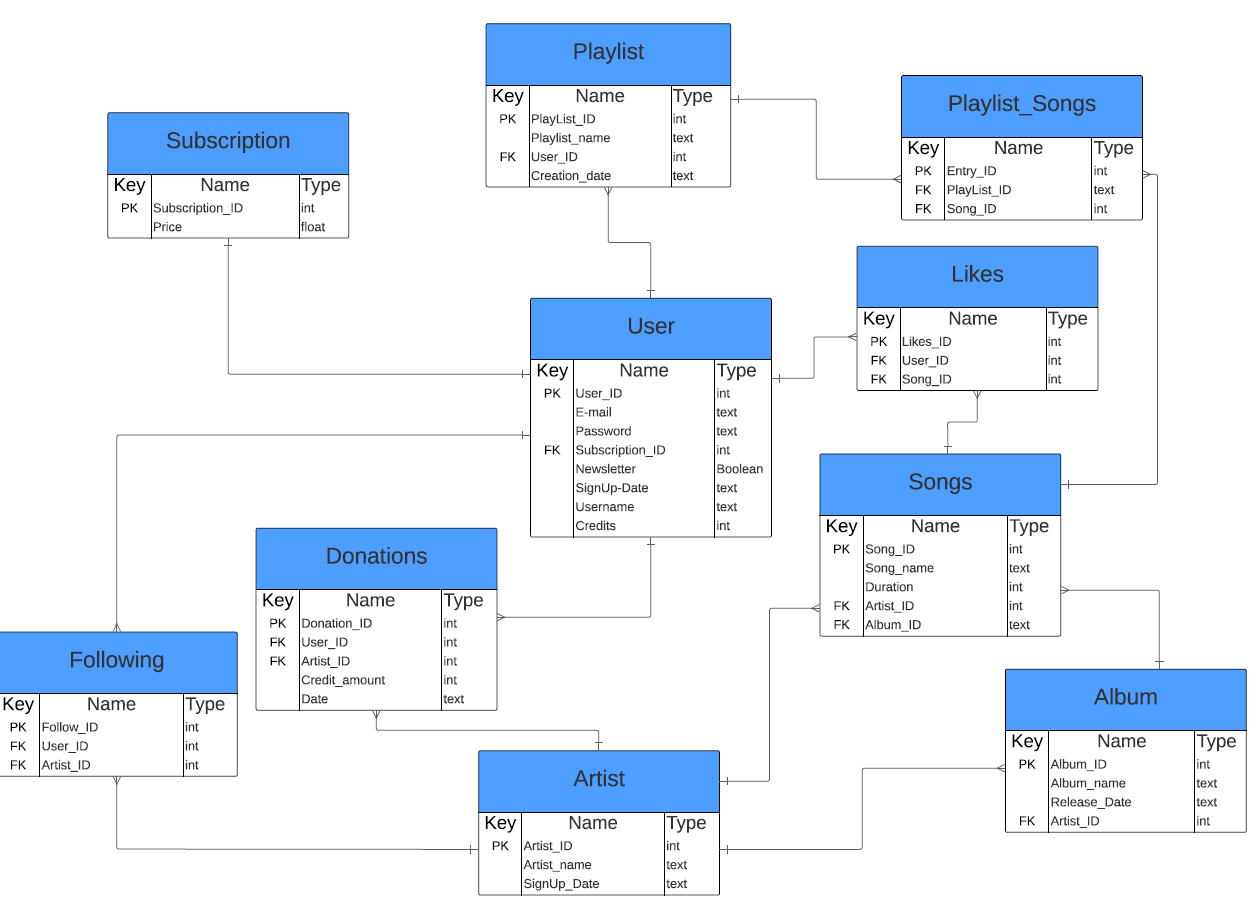 Playlist
Key Name Type
PK PlayList_ID int
Playlist_name text
FK User_ID int
Creation_date text
Playlist_Songs
Key Name Type
PK Entry_ID int
FK PlayList_ID text
FK Song_ID int
Subscription
Key Name Type
PK Subscription_ID int
Price float
Likes
Key Name Type
PK Likes_ID int
FK User_ID int
FK Song_ID int
User
Key Name Type
PK User_ID int
E-mail text
Password text
FK Subscription_ID int
Newsletter Boolean
SignUp-Date text
Username text
Credits int
Songs
Key Name Type
PK Song_ID int
Song_name text
Duration int
FK Artist_ID int
FK Album_ID text
Donations
Key Name Type
PK Donation_ID int
FK User_ID int
FK Artist_ID int
Credit_amount int
Date text
Following
Key Name Type
PK Follow_ID int
FK User_ID int
FK Artist_ID int
Album
Key Name Type
PK Album_ID int
Album_name text
Release_Date text
FK Artist_ID int
Artist
Key Name Type
PK Artist_ID int
Artist_name text
SignUp_Date text